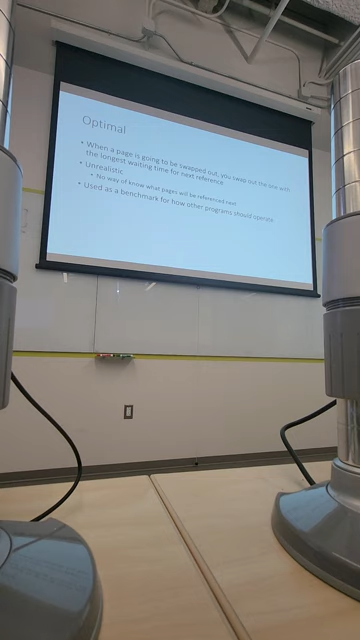 Optimal
• When a page is going to be swapped out, you swap out the one with
the longest waiting time for next reference.
• Unrealistic
• No way of know what pages will be referenced next
• Used as a benchmark for how other programs should operate